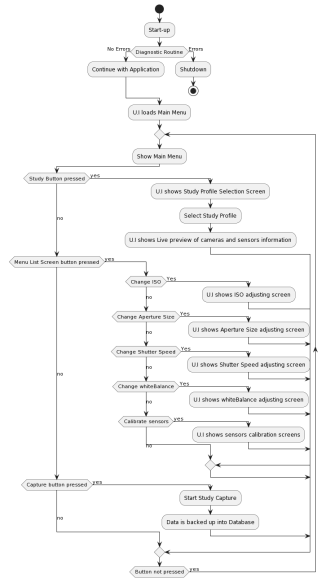 Start-up
No Errors
Diagnostic Routine
Errors
Continue with Application
Shutdown
U.I loads Main Menu
Show Main Menu
Study Button pressed
yes
U.I shows Study Profile Selection Screen
Select Study Profile
no
U.I shows Live preview of cameras and sensors information
Menu List Screen button pressed
yes
Change ISO
Yes
U.I shows ISO adjusting screen
no
Change Aperture Size
Yes
U.I shows Aperture Size adjusting screen
no
Change Shutter Speed
Yes
U.I shows Shutter Speed adjusting screen
no
no
Change whiteBalance
Yes
U.I shows whiteBalance adjusting screen
no
Calibrate sensors
yes
U.I shows sensors calibration screens
no
Capture button pressed
yes
Start Study Capture
no
Data is backed up into Database
Button not pressed
yes